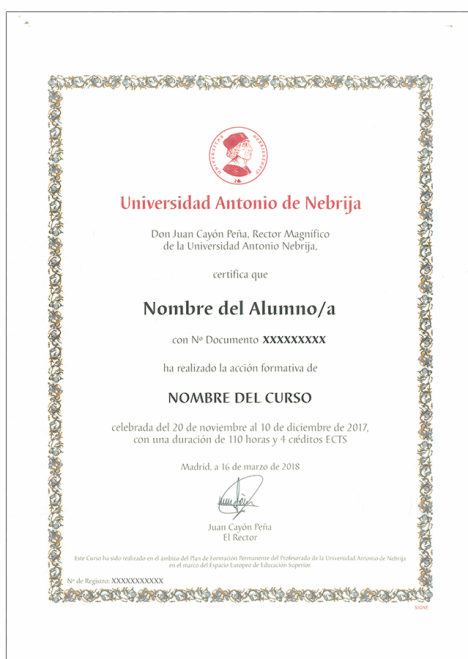 Universidad Antonio de Nebrija
Don Juan Cayón Peña, Rector Magnífico
de la Universidad Antonio Nebrija,
certifica que
Nombre del Alumno/a
con Nº Documento XXXXXXXXX
ha realizado la acción formativa de
NOMBRE DEL CURSO
celebrada del 20 de noviembre al 10 de diciembre de 2017,
con una duración de 110 horas y 4 créditos ECTS
Madrid, a 16 de marzo de 2018
Juan Cayón Peña
El Rector
Este Curso ha sido realizado en el ámbito del Plan de Formación Permanente del Profesorado de la Universidad Antonio de Nebrija
en el marco del Espacio Europeo de Educación Superior.
Nº de Registro: XXXXXXXXXXX